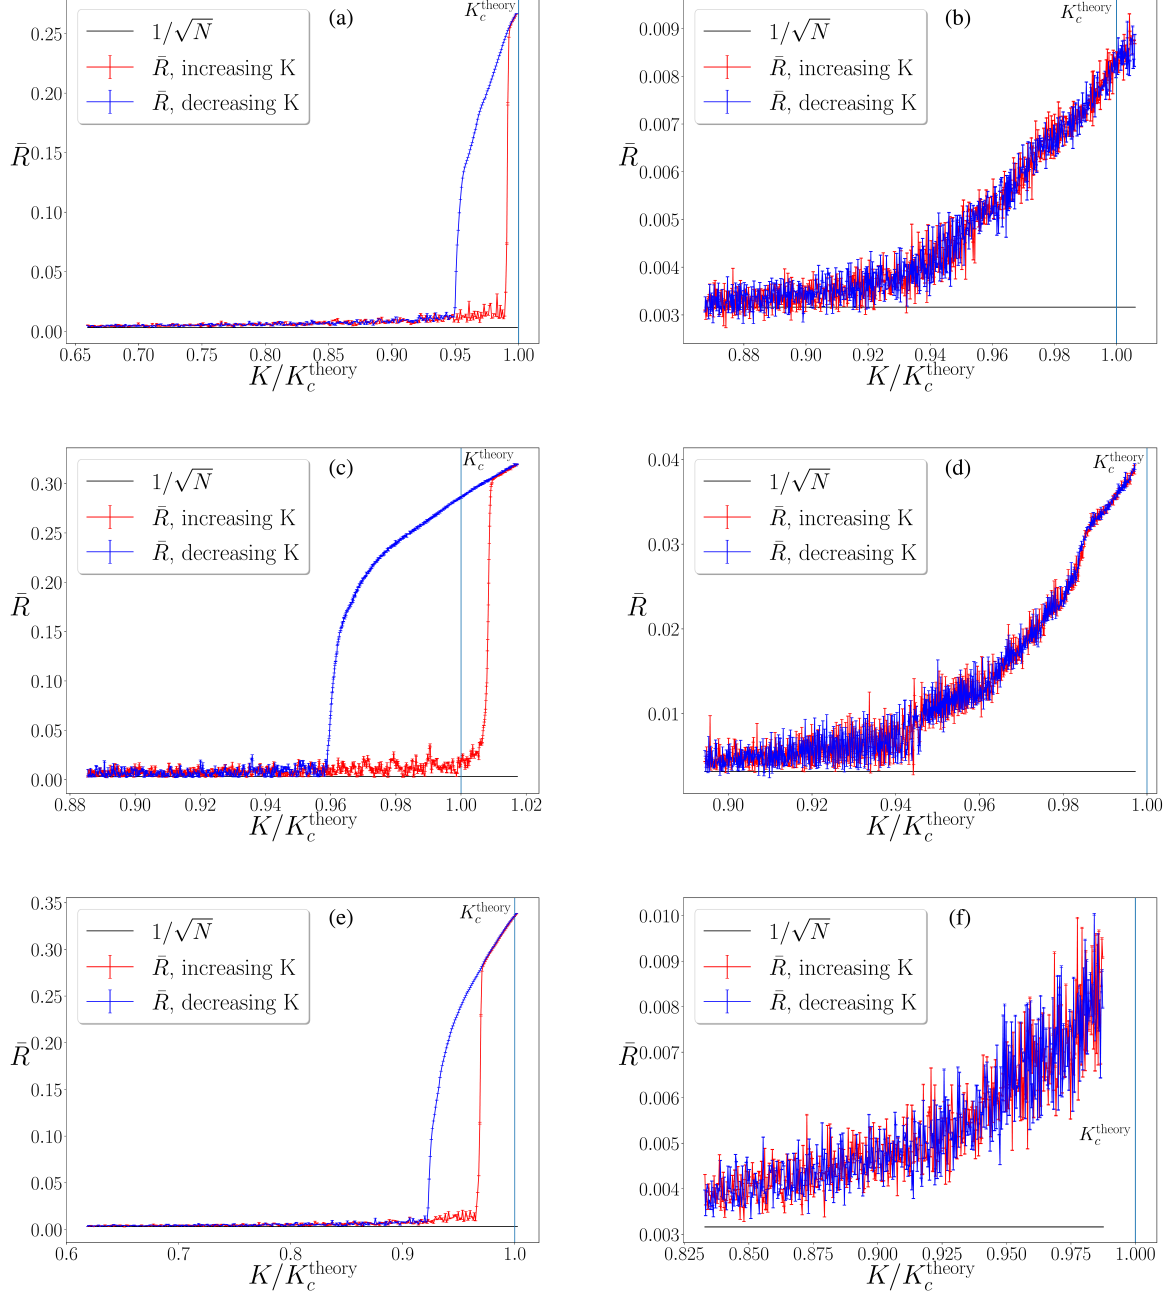 (a)
K_c^theory
1/√N
R̄, increasing K
R̄, decreasing K
R̄
0.25
0.20
0.15
0.10
0.05
0.00
0.65 0.70 0.75 0.80 0.85 0.90 0.95 1.00
K/K_c^theory
(b)
K_c^theory
1/√N
R̄, increasing K
R̄, decreasing K
R̄
0.009
0.008
0.007
0.006
0.005
0.004
0.003
0.88 0.90 0.92 0.94 0.96 0.98 1.00
K/K_c^theory
(c)
K_c^theory
1/√N
R̄, increasing K
R̄, decreasing K
R̄
0.30
0.25
0.20
0.15
0.10
0.05
0.00
0.88 0.90 0.92 0.94 0.96 0.98 1.00 1.02
K/K_c^theory
(d)
K_c^theory
1/√N
R̄, increasing K
R̄, decreasing K
R̄
0.04
0.03
0.02
0.01
0.90 0.92 0.94 0.96 0.98 1.00
K/K_c^theory
(e)
K_c^theory
1/√N
R̄, increasing K
R̄, decreasing K
R̄
0.35
0.30
0.25
0.20
0.15
0.10
0.05
0.00
0.6 0.7 0.8 0.9 1.0
K/K_c^theory
(f)
1/√N
R̄, increasing K
R̄, decreasing K
R̄
0.010
0.009
0.008
0.007
0.006
0.005
0.004
0.003
K_c^theory
0.825 0.850 0.875 0.900 0.925 0.950 0.975 1.000
K/K_c^theory